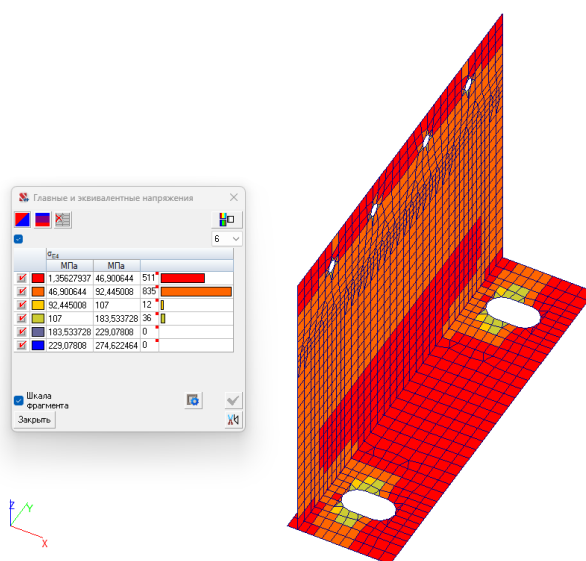 Главные и эквивалентные напряжения
6
σE4
МПа МПа
1,35627937 46,900644 511
46,900644 92,445008 835
92,445008 107 12
107 183,533728 36
183,533728 229,07808 0
229,07808 274,622464 0
Шкала
фрагмента
Закрыть
Z
Y
X